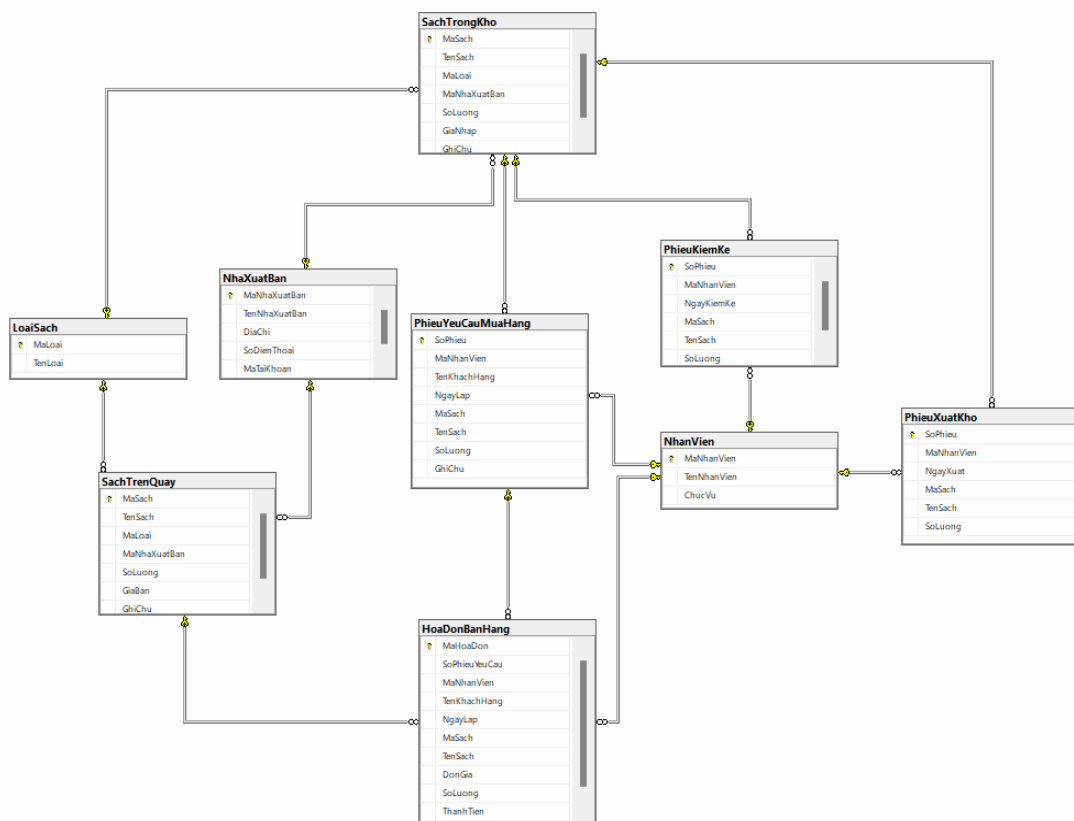 SachTrongKho
MaSach
TenSach
MaLoai
MaNhaXuatBan
SoLuong
GiaNhap
GhiChu
PhieuKiemKe
SoPhieu
MaNhanVien
NgayKiemKe
MaSach
TenSach
SoLuong
NhaXuatBan
MaNhaXuatBan
TenNhaXuatBan
DiaChi
SoDienThoai
MaTaiKhoan
LoaiSach
MaLoai
TenLoai
PhieuYeuCauMuaHang
SoPhieu
MaNhanVien
TenKhachHang
NgayLap
MaSach
TenSach
SoLuong
GhiChu
PhieuXuatKho
SoPhieu
MaNhanVien
NgayXuat
MaSach
TenSach
SoLuong
NhanVien
MaNhanVien
TenNhanVien
ChucVu
SachTrenQuay
MaSach
TenSach
MaLoai
MaNhaXuatBan
SoLuong
GiaBan
GhiChu
HoaDonBanHang
MaHoaDon
SoPhieuYeuCau
MaNhanVien
TenKhachHang
NgayLap
MaSach
TenSach
DonGia
SoLuong
ThanhTien